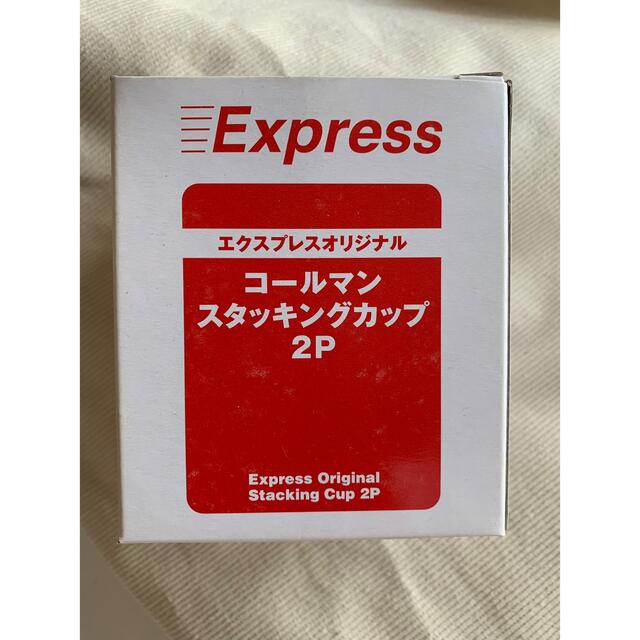 Express
エクスプレスオリジナル
コールマン
スタッキングカップ
2P
Express Original
Stacking Cup 2P